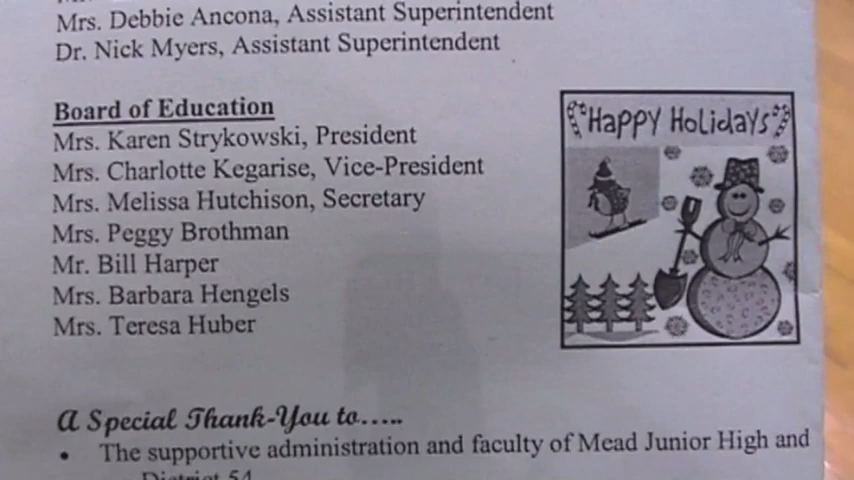 Mrs. Debbie Ancona, Assistant Superintendent
Dr. Nick Myers, Assistant Superintendent
Board of Education
Mrs. Karen Strykowski, President
Mrs. Charlotte Kegarise, Vice-President
Mrs. Melissa Hutchison, Secretary
Mrs. Peggy Brothman
Mr. Bill Harper
Mrs. Barbara Hengels
Mrs. Teresa Huber
Happy Holidays
A Special Thank-You to…..
• The supportive administration and faculty of Mead Junior High and
District 54